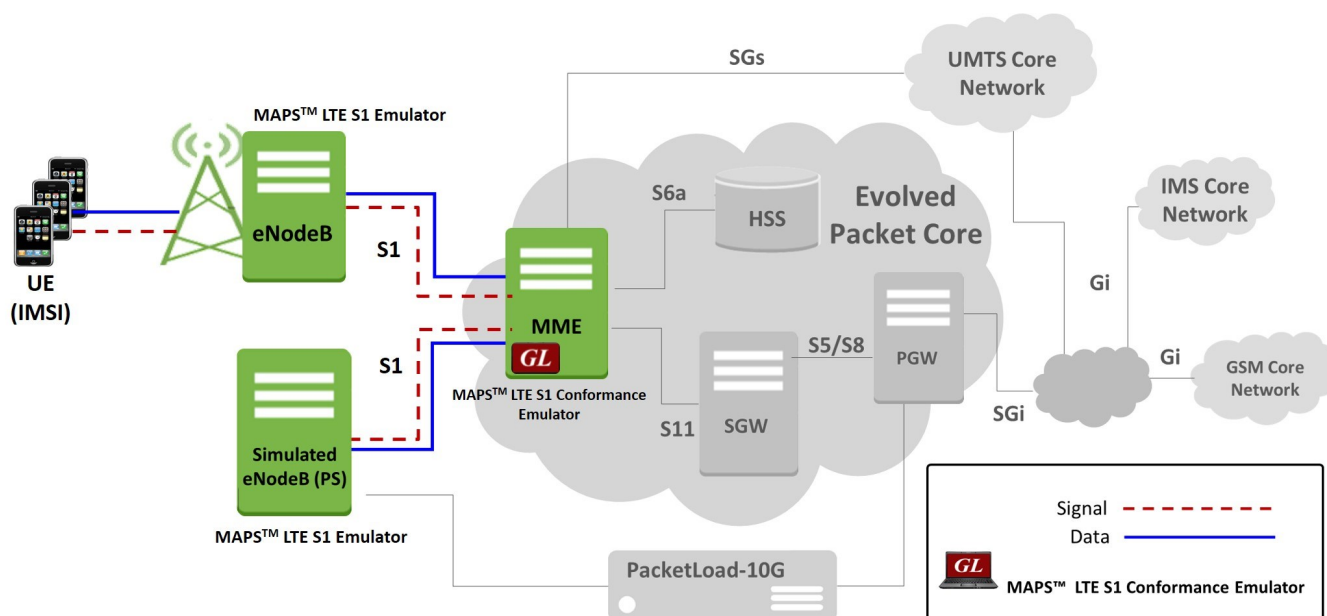 SGs
UMTS Core
Network
MAPS™ LTE S1 Emulator
eNodeB
S1
UE
(IMSI)
S6a
HSS
Evolved
Packet Core
IMS Core
Network
MME
GL
MAPS™ LTE S1 Conformance
Emulator
S1
S5/S8
PGW
Gi
Gi
GSM Core
Network
SGi
S11
SGW
Simulated
eNodeB (PS)
MAPS™ LTE S1 Emulator
PacketLoad-10G
Signal
Data
GL
MAPS™ LTE S1 Conformance Emulator